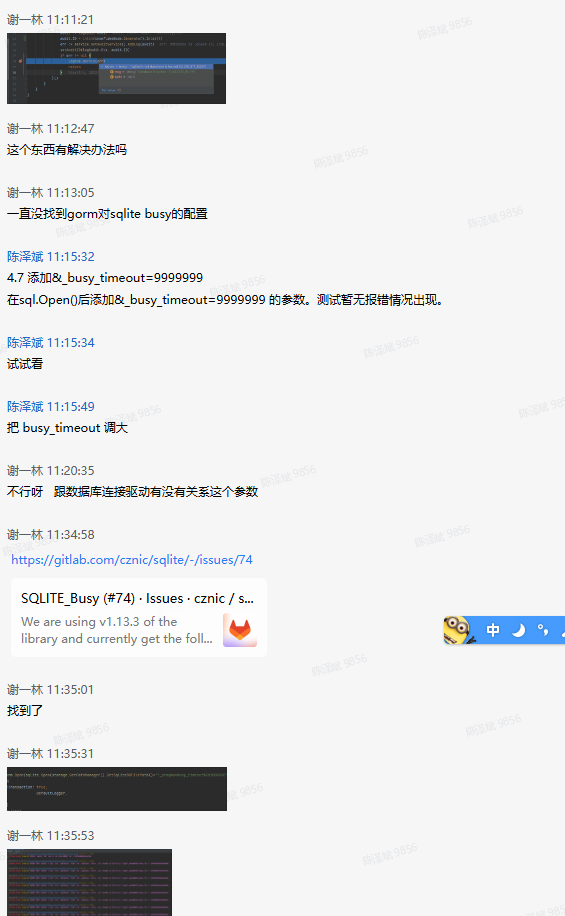 谢一林 11:11:21
谢一林 11:12:47
这个东西有解决办法吗
谢一林 11:13:05
一直没找到gorm对sqlite busy的配置
陈泽斌 11:15:32
4.7 添加&_busy_timeout=9999999
在sql.Open()后添加&_busy_timeout=9999999 的参数。测试暂无报错情况出现。
陈泽斌 11:15:34
试试看
陈泽斌 11:15:49
把 busy_timeout 调大
谢一林 11:20:35
不行呀 跟数据库连接驱动有没有关系这个参数
谢一林 11:34:58
https://gitlab.com/cznic/sqlite/-/issues/74
SQLITE_Busy (#74) · Issues · cznic / s...
We are using v1.13.3 of the
library and currently get the foll...
中
谢一林 11:35:01
找到了
谢一林 11:35:31
谢一林 11:35:53
陈泽斌 9856